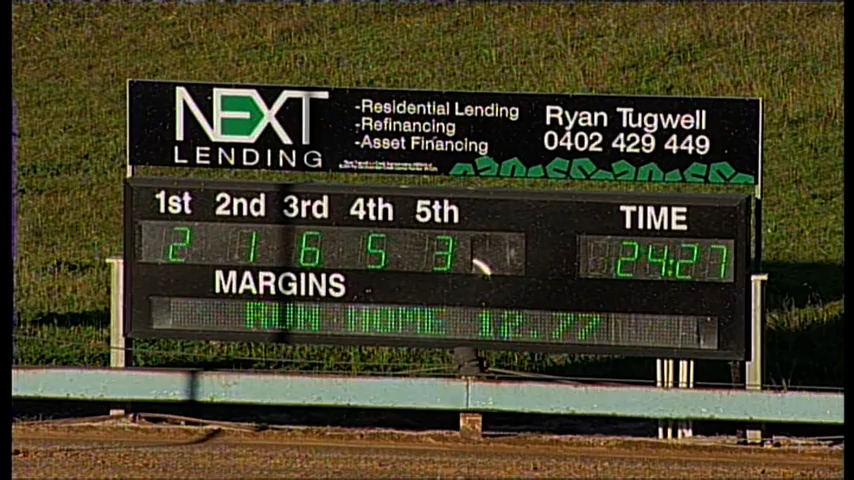 NEXT
LENDING
-Residential Lending
-Refinancing
-Asset Financing
Ryan Tugwell
0402 429 449
1st 2nd 3rd 4th 5th
TIME
2 1 6 5 3
24:27
MARGINS
RUN HOME 12.77